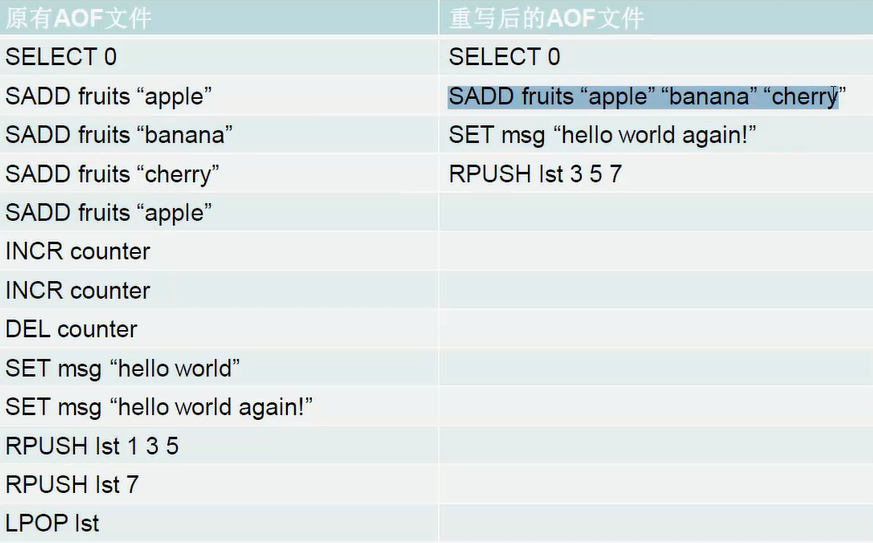 原有AOF文件 重写后的AOF文件
SELECT 0 SELECT 0
SADD fruits “apple” SADD fruits “apple” “banana” “cherry”
SADD fruits “banana” SET msg “hello world again!”
SADD fruits “cherry” RPUSH lst 3 5 7
SADD fruits “apple”
INCR counter
INCR counter
DEL counter
SET msg “hello world”
SET msg “hello world again!”
RPUSH lst 1 3 5
RPUSH lst 7
LPOP lst